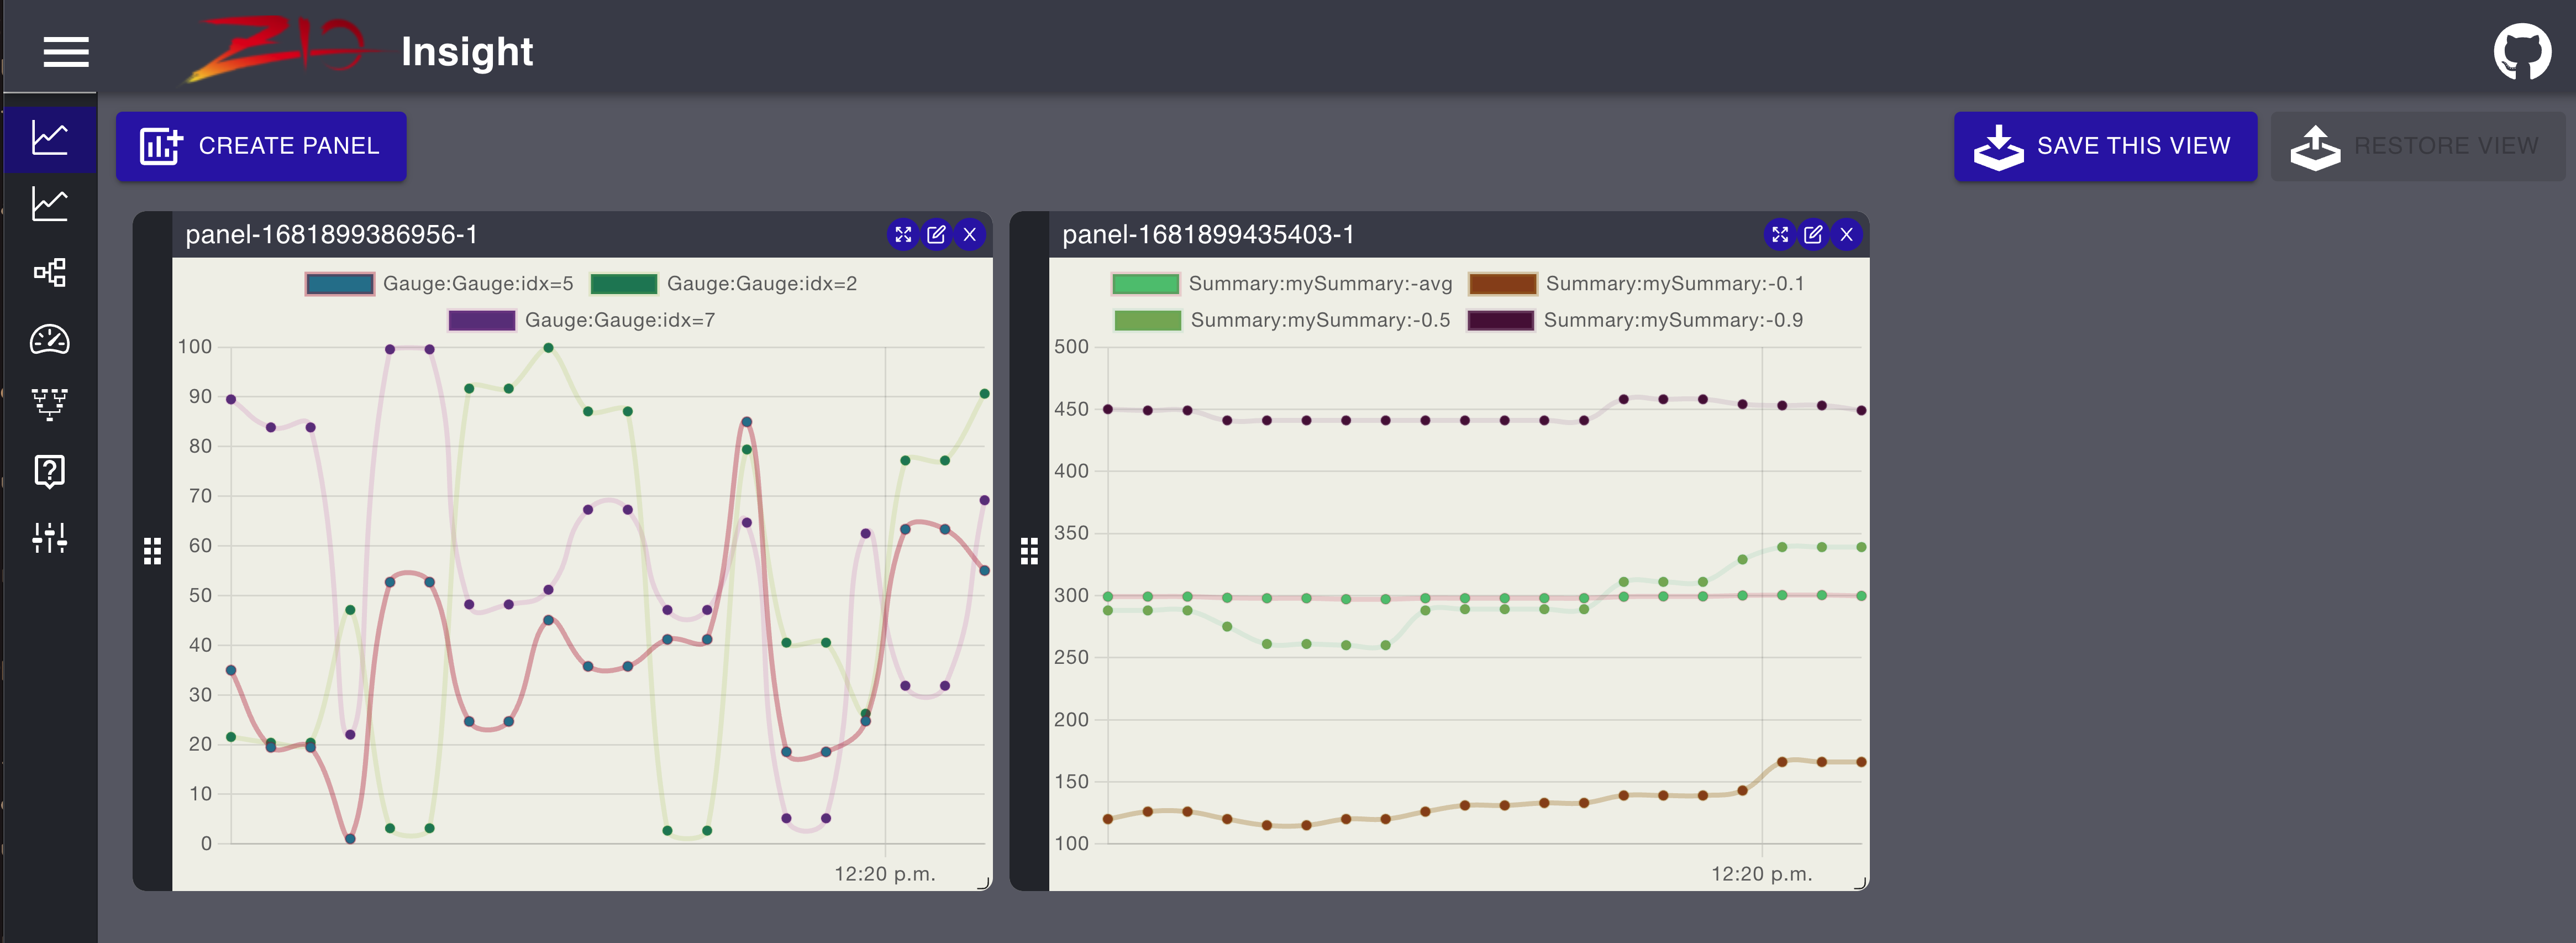 ZIO Insight
CREATE PANEL
SAVE THIS VIEW
RESTORE VIEW
panel-1681899386956-1
X
Gauge:Gauge:idx=5
Gauge:Gauge:idx=2
Gauge:Gauge:idx=7
100
90
80
70
60
50
40
30
20
10
0
12:20 p.m.
panel-1681899435403-1
X
Summary:mySummary:-avg
Summary:mySummary:-0.1
Summary:mySummary:-0.5
Summary:mySummary:-0.9
500
450
400
350
300
250
200
150
100
12:20 p.m.